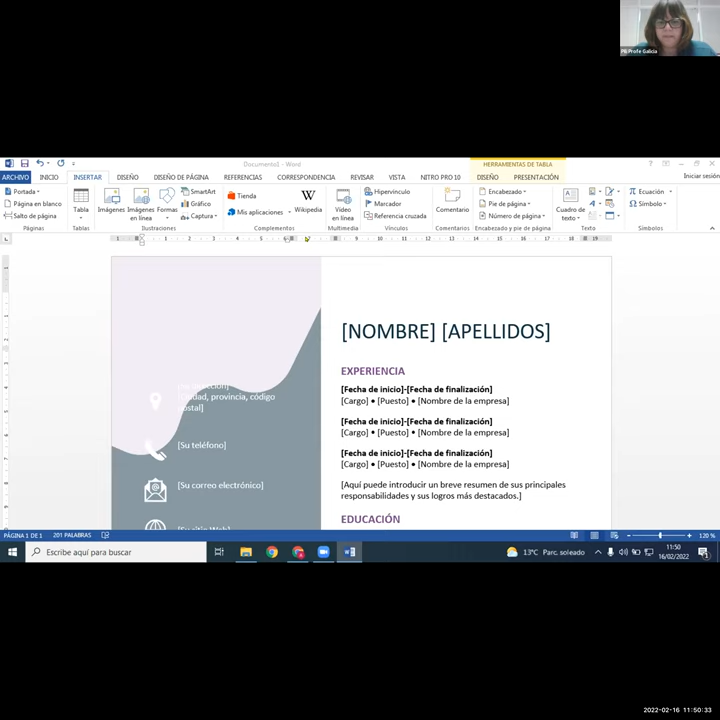 PII Profe Galicia
Documento1 - Word
HERRAMIENTAS DE TABLA
ARCHIVO INICIO INSERTAR DISEÑO DISEÑO DE PÁGINA REFERENCIAS CORRESPONDENCIA REVISAR VISTA NITRO PRO 10 DISEÑO PRESENTACIÓN Iniciar sesión
Portada
Página en blanco
Salto de página
Páginas
Tabla
Tablas
Imágenes
Imágenes en línea
Formas
SmartArt
Gráfico
Captura
Ilustraciones
Tienda
Mis aplicaciones
Wikipedia
Complementos
Vídeo en línea
Multimedia
Hipervínculo
Marcador
Referencia cruzada
Vínculos
Comentario
Comentarios
Encabezado
Pie de página
Número de página
Encabezado y pie de página
Cuadro de texto
Texto
Ecuación
Símbolo
Símbolos
[NOMBRE] [APELLIDOS]
EXPERIENCIA
[Fecha de inicio]-[Fecha de finalización]
[Cargo] • [Puesto] • [Nombre de la empresa]
[Fecha de inicio]-[Fecha de finalización]
[Cargo] • [Puesto] • [Nombre de la empresa]
[Fecha de inicio]-[Fecha de finalización]
[Cargo] • [Puesto] • [Nombre de la empresa]
[Aquí puede introducir un breve resumen de sus principales
responsabilidades y sus logros más destacados.]
EDUCACIÓN
[Su dirección]
[Ciudad, provincia, código
postal]
[Su teléfono]
[Su correo electrónico]
[Su sitio Web]
PÁGINA 1 DE 1 201 PALABRAS 120 %
Escribe aquí para buscar
13°C Parc. soleado
11:50
16/02/2022
2022-02-16 11:50:33